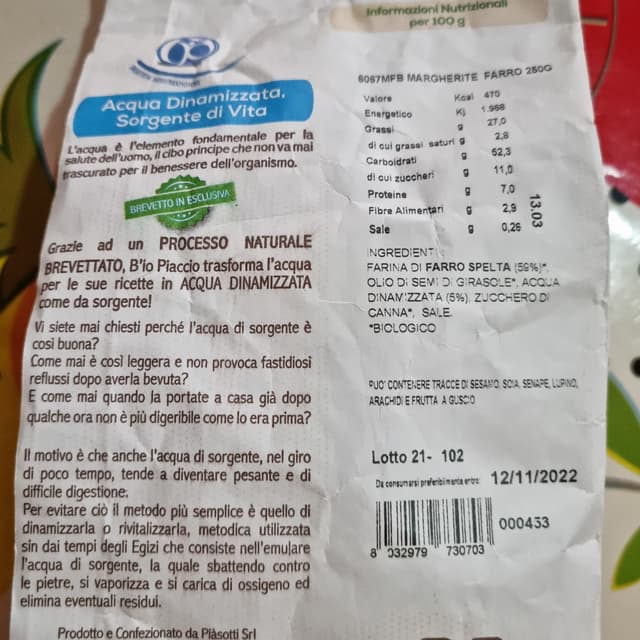 Acqua Dinamizzata,
Sorgente di Vita
L'acqua è l'elemento fondamentale per la
salute dell'uomo, il cibo principe che non va mai
trascurato per il benessere dell'organismo.
BREVETTO IN ESCLUSIVA
Grazie ad un PROCESSO NATURALE
BREVETTATO, B'io Piaccio trasforma l'acqua
per le sue ricette in ACQUA DINAMIZZATA
come da sorgente!
Vi siete mai chiesti perché l'acqua di sorgente è
così buona?
Come mai è così leggera e non provoca fastidiosi
reflussi dopo averla bevuta?
E come mai quando la portate a casa già dopo
qualche ora non è più digeribile come lo era prima?
Il motivo è che anche l'acqua di sorgente, nel giro
di poco tempo, tende a diventare pesante e di
difficile digestione.
Per evitare ciò il metodo più semplice è quello di
dinamizzarla o rivitalizzarla, metodica utilizzata
sin dai tempi degli Egizi che consiste nell'emulare
l'acqua di sorgente, la quale sbattendo contro
le pietre, si vaporizza e si carica di ossigeno ed
elimina eventuali residui.
Prodotto e Confezionato da Plàsotti Srl
Informazioni Nutrizionali
per 100 g
6067MFB MARGHERITE FARRO 250G
Valore Kcal 470
Energetico Kj 1.968
Grassi g 27,0
di cui grassi saturi g 2,8
Carboidrati g 52,3
di cui zuccheri g 11,0
Proteine g 7,0
Fibre Alimentari g 2,9
Sale g 0,26
13.03
INGREDIENTI:
FARINA DI FARRO SPELTA (59%)*,
OLIO DI SEMI DI GIRASOLE*, ACQUA
DINAMIZZATA (5%), ZUCCHERO DI
CANNA*, SALE.
*BIOLOGICO
PUO' CONTENERE TRACCE DI SESAMO, SOIA, SENAPE, LUPINO,
ARACHIDI E FRUTTA A GUSCIO
Lotto 21- 102
Da consumarsi preferibilmente entro: 12/11/2022
000433
8 032979 730703